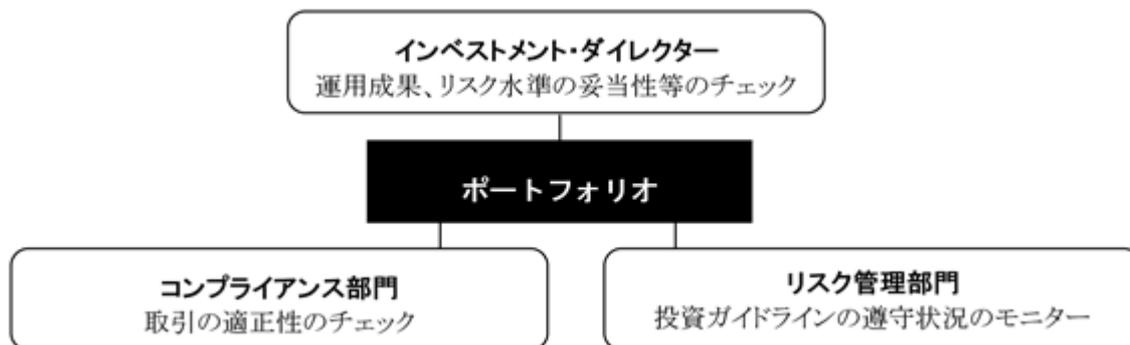 インベストメント・ダイレクター
運用成果、リスク水準の妥当性等のチェック
ポートフォリオ
コンプライアンス部門
取引の適正性のチェック
リスク管理部門
投資ガイドラインの遵守状況のモニター